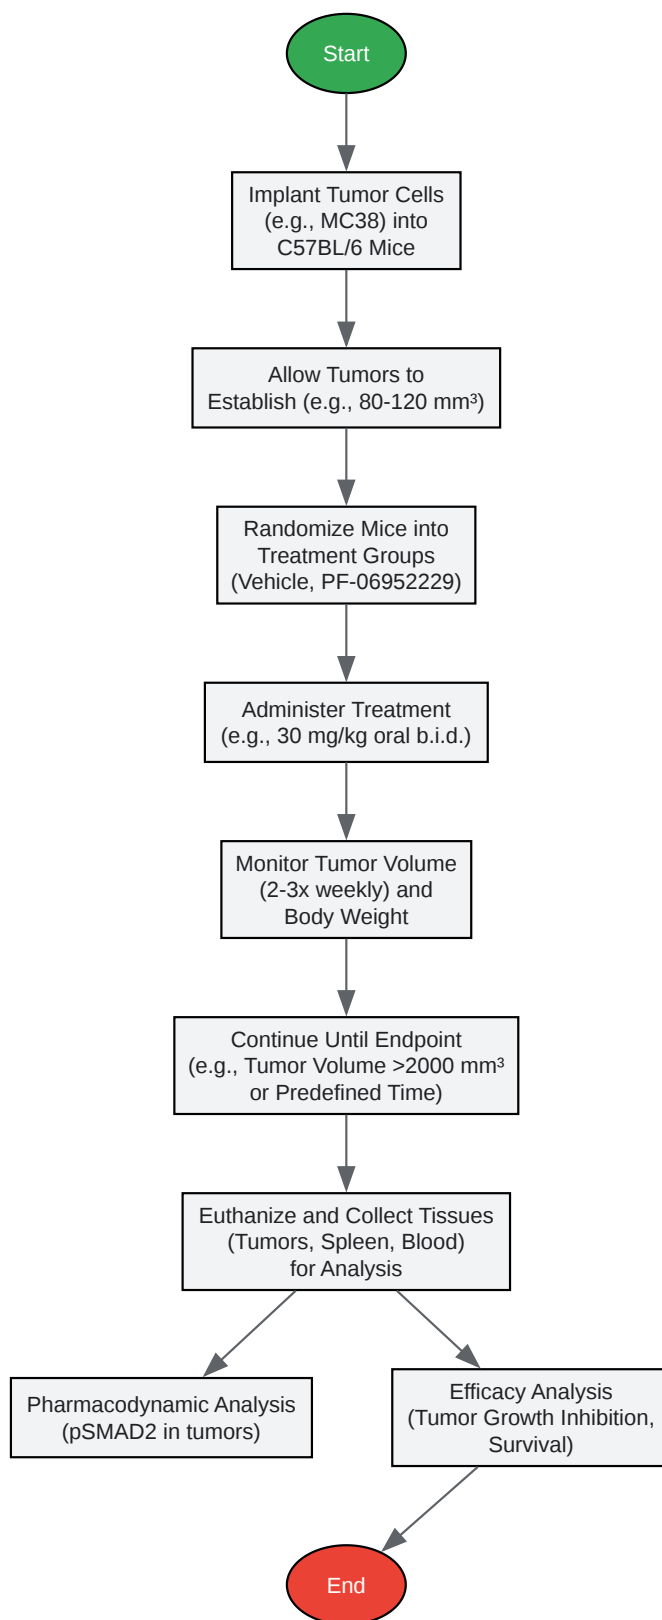 Start
Implant Tumor Cells
(e.g., MC38) into
C57BL/6 Mice
Allow Tumors to
Establish (e.g., 80-120 mm³)
Randomize Mice into
Treatment Groups
(Vehicle, PF-06952229)
Administer Treatment
(e.g., 30 mg/kg oral b.i.d.)
Monitor Tumor Volume
(2-3x weekly) and
Body Weight
Continue Until Endpoint
(e.g., Tumor Volume >2000 mm³
or Predefined Time)
Euthanize and Collect Tissues
(Tumors, Spleen, Blood)
for Analysis
Pharmacodynamic Analysis
(pSMAD2 in tumors)
Efficacy Analysis
(Tumor Growth Inhibition,
Survival)
End